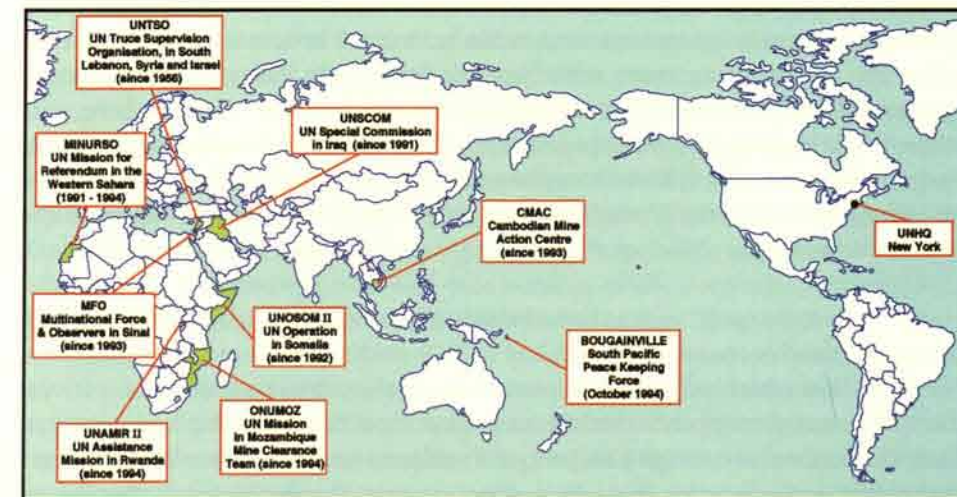 UNTSO
UN Truce Supervision
Organisation, in South
Lebanon, Syria and Israel
(since 1956)
UNSCOM
UN Special Commission
in Iraq (since 1991)
MINURSO
UN Mission for
Referendum in the
Western Sahara
(1991 - 1994)
CMAC
Cambodian Mine
Action Centre
(since 1993)
UNHQ
New York
MFO
Multinational Force
& Observers in Sinai
(since 1993)
UNOSOM II
UN Operation
in Somalia
(since 1992)
BOUGAINVILLE
South Pacific
Peace Keeping
Force
(October 1994)
UNAMIR II
UN Assistance
Mission in Rwanda
(since 1994)
ONUMOZ
UN Mission
in Mozambique
Mine Clearance
Team (since 1994)